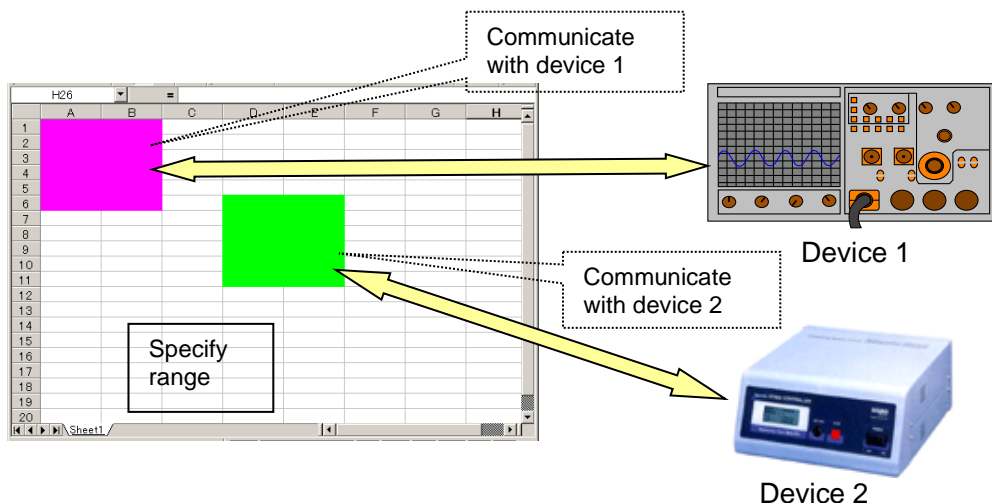 Communicate
with device 1
H26
=
A B C D E F G H
1
2
3
4
5
6
7
8
9
10
11
12
13
14
15
16
17
18
19
20
Device 1
Communicate
with device 2
Specify
range
Sheet1
Device 2